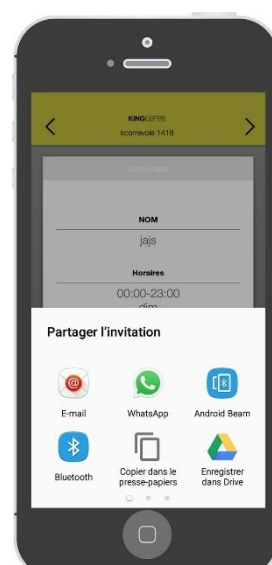 KINGgates
scorrevole 1418
Sommaire
NOM
jajs
Horaires
00:00-23:00
dim
Partager l'invitation
E-mail
WhatsApp
Android Beam
Bluetooth
Copier dans le
presse-papiers
Enregistrer
dans Drive